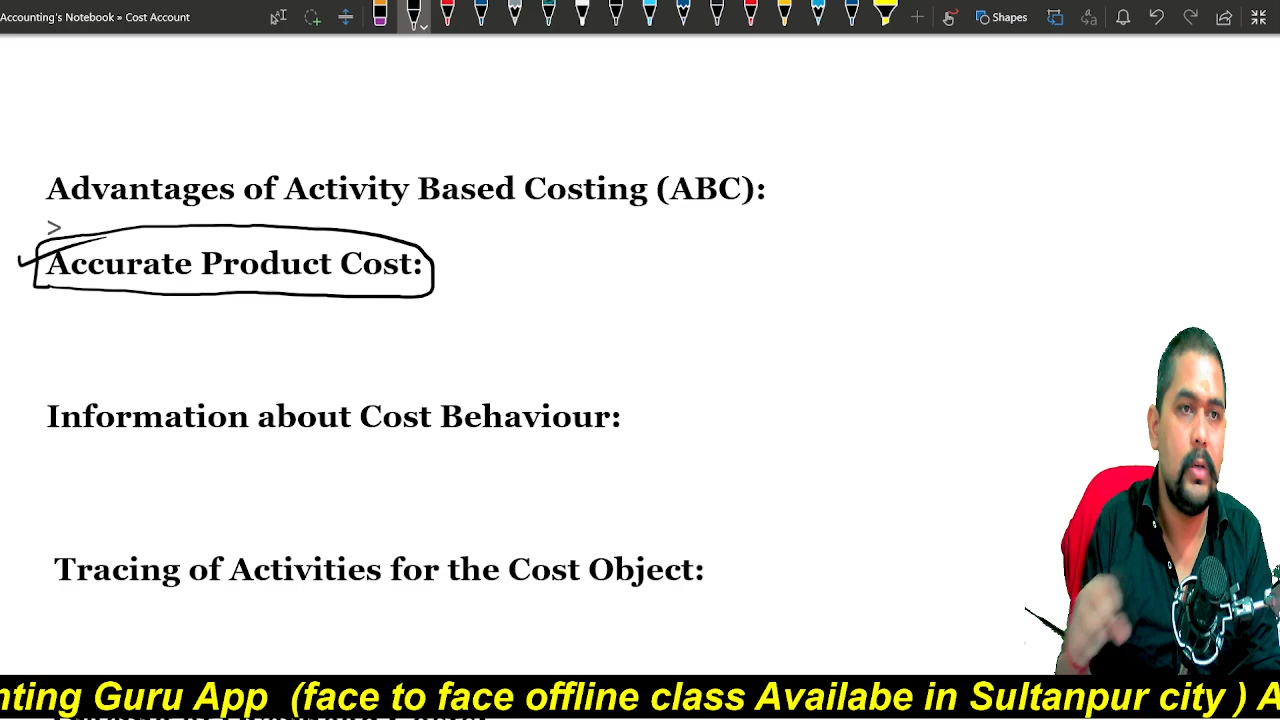 Accounting's Notebook » Cost Account
Shapes
Advantages of Activity Based Costing (ABC):
>
Accurate Product Cost:
Information about Cost Behaviour:
Tracing of Activities for the Cost Object:
nting Guru App (face to face offline class Availabe in Sultanpur city ) A